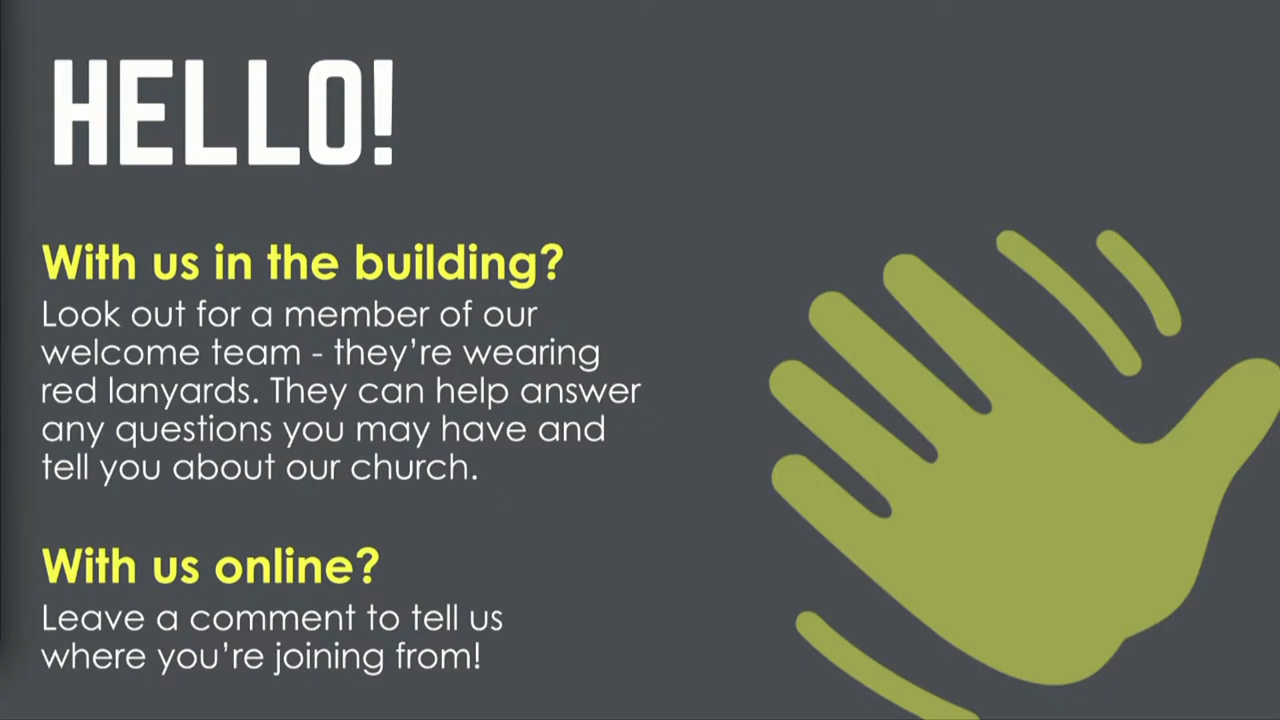 HELLO!
With us in the building?
Look out for a member of our
welcome team - they're wearing
red lanyards. They can help answer
any questions you may have and
tell you about our church.
With us online?
Leave a comment to tell us
where you're joining from!